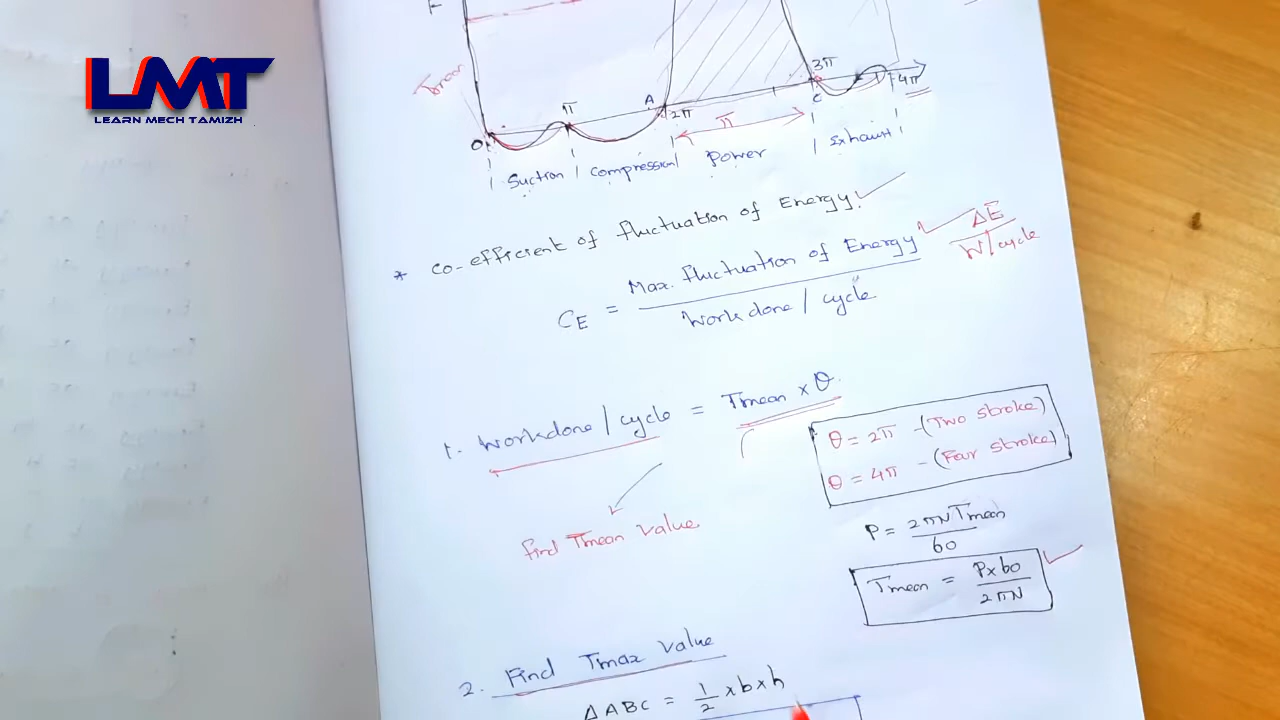 LMT
LEARN MECH TAMIZH
F
Tmean
O
π
A
2π
π
3π
C
4π
Suction
Compression
Power
Exhaust
* Co-efficient of fluctuation of Energy.
CE = Max. fluctuation of Energy / Workdone / cycle
ΔE / W/cycle
1. Workdone / cycle = Tmean × θ.
find Tmean value
θ = 2π - (Two stroke)
θ = 4π - (Four stroke)
P = 2πNTmean / 60
Tmean = P×60 / 2πN
2. Find Tmax value
ΔABC = 1/2 × b × h